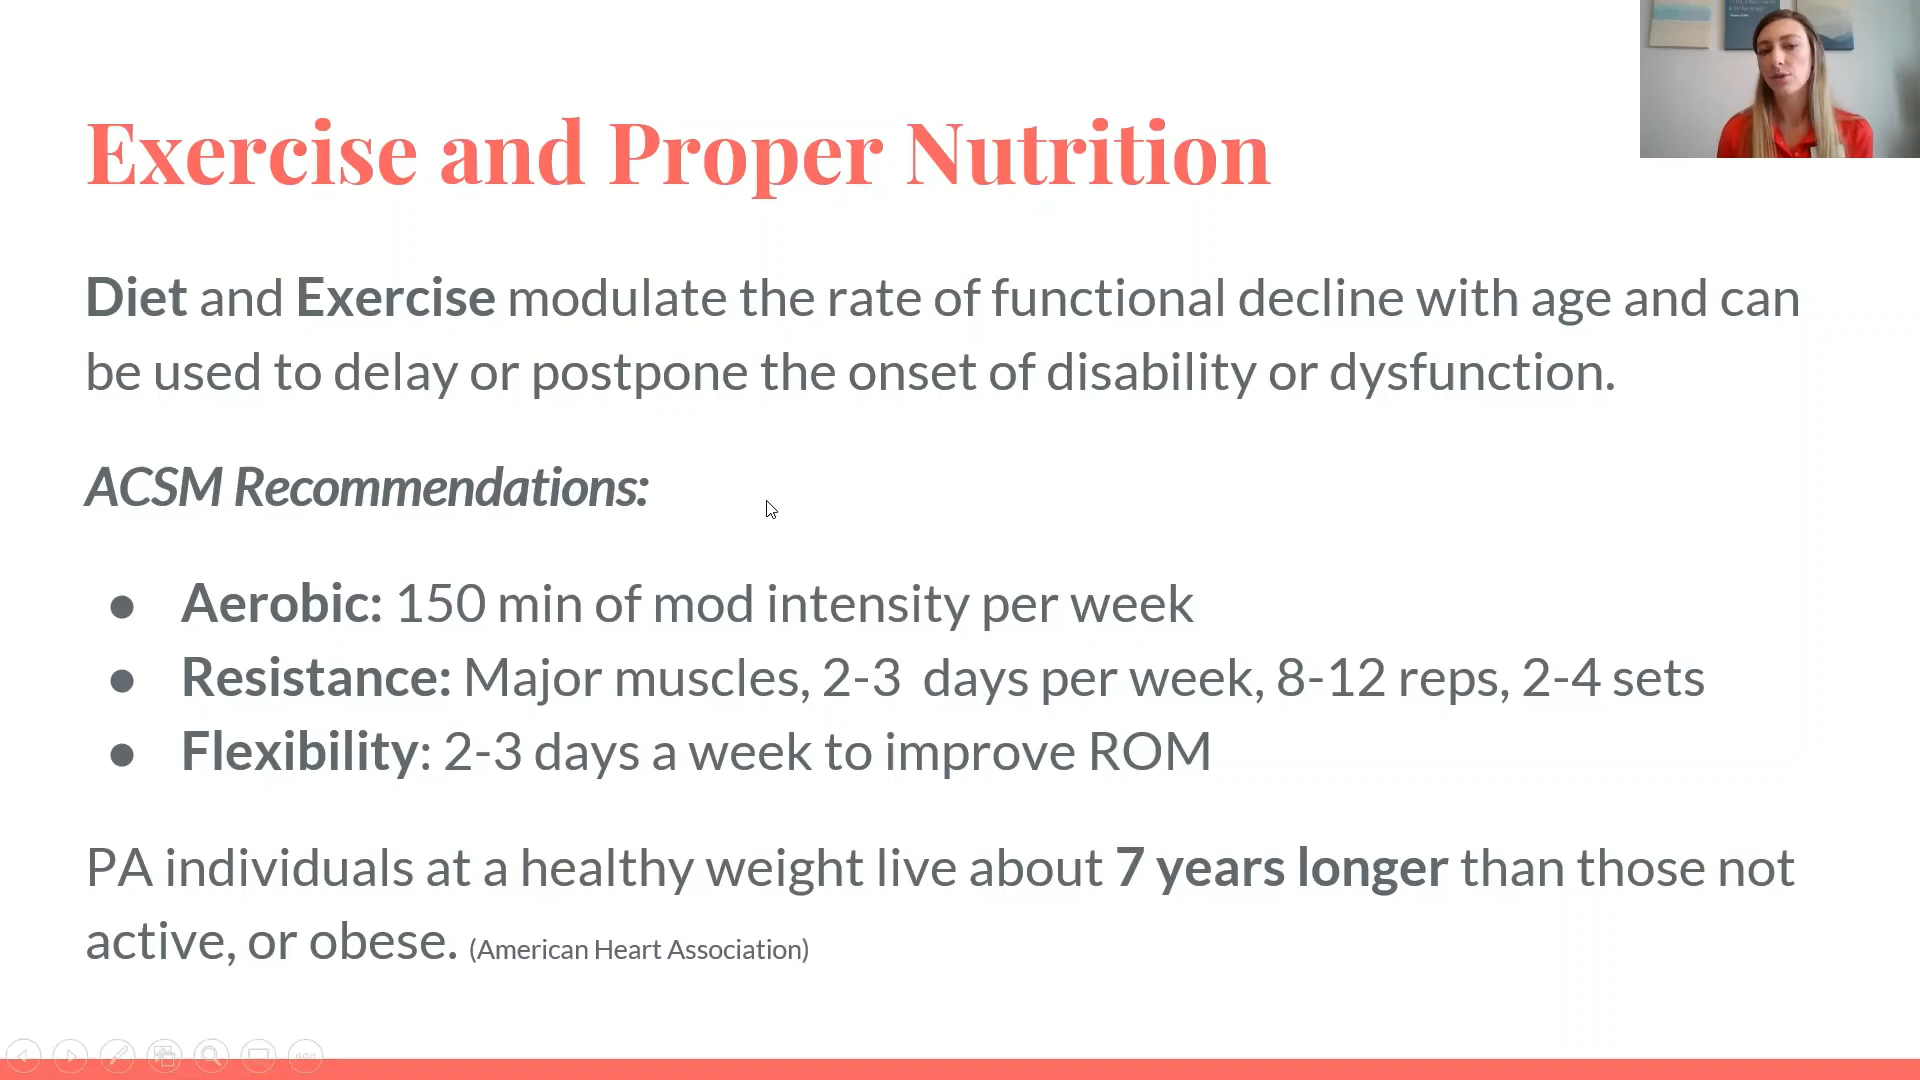 Exercise and Proper Nutrition
Diet and Exercise modulate the rate of functional decline with age and can
be used to delay or postpone the onset of disability or dysfunction.
ACSM Recommendations:
● Aerobic: 150 min of mod intensity per week
● Resistance: Major muscles, 2-3  days per week, 8-12 reps, 2-4 sets
● Flexibility: 2-3 days a week to improve ROM
PA individuals at a healthy weight live about 7 years longer than those not
active, or obese. (American Heart Association)